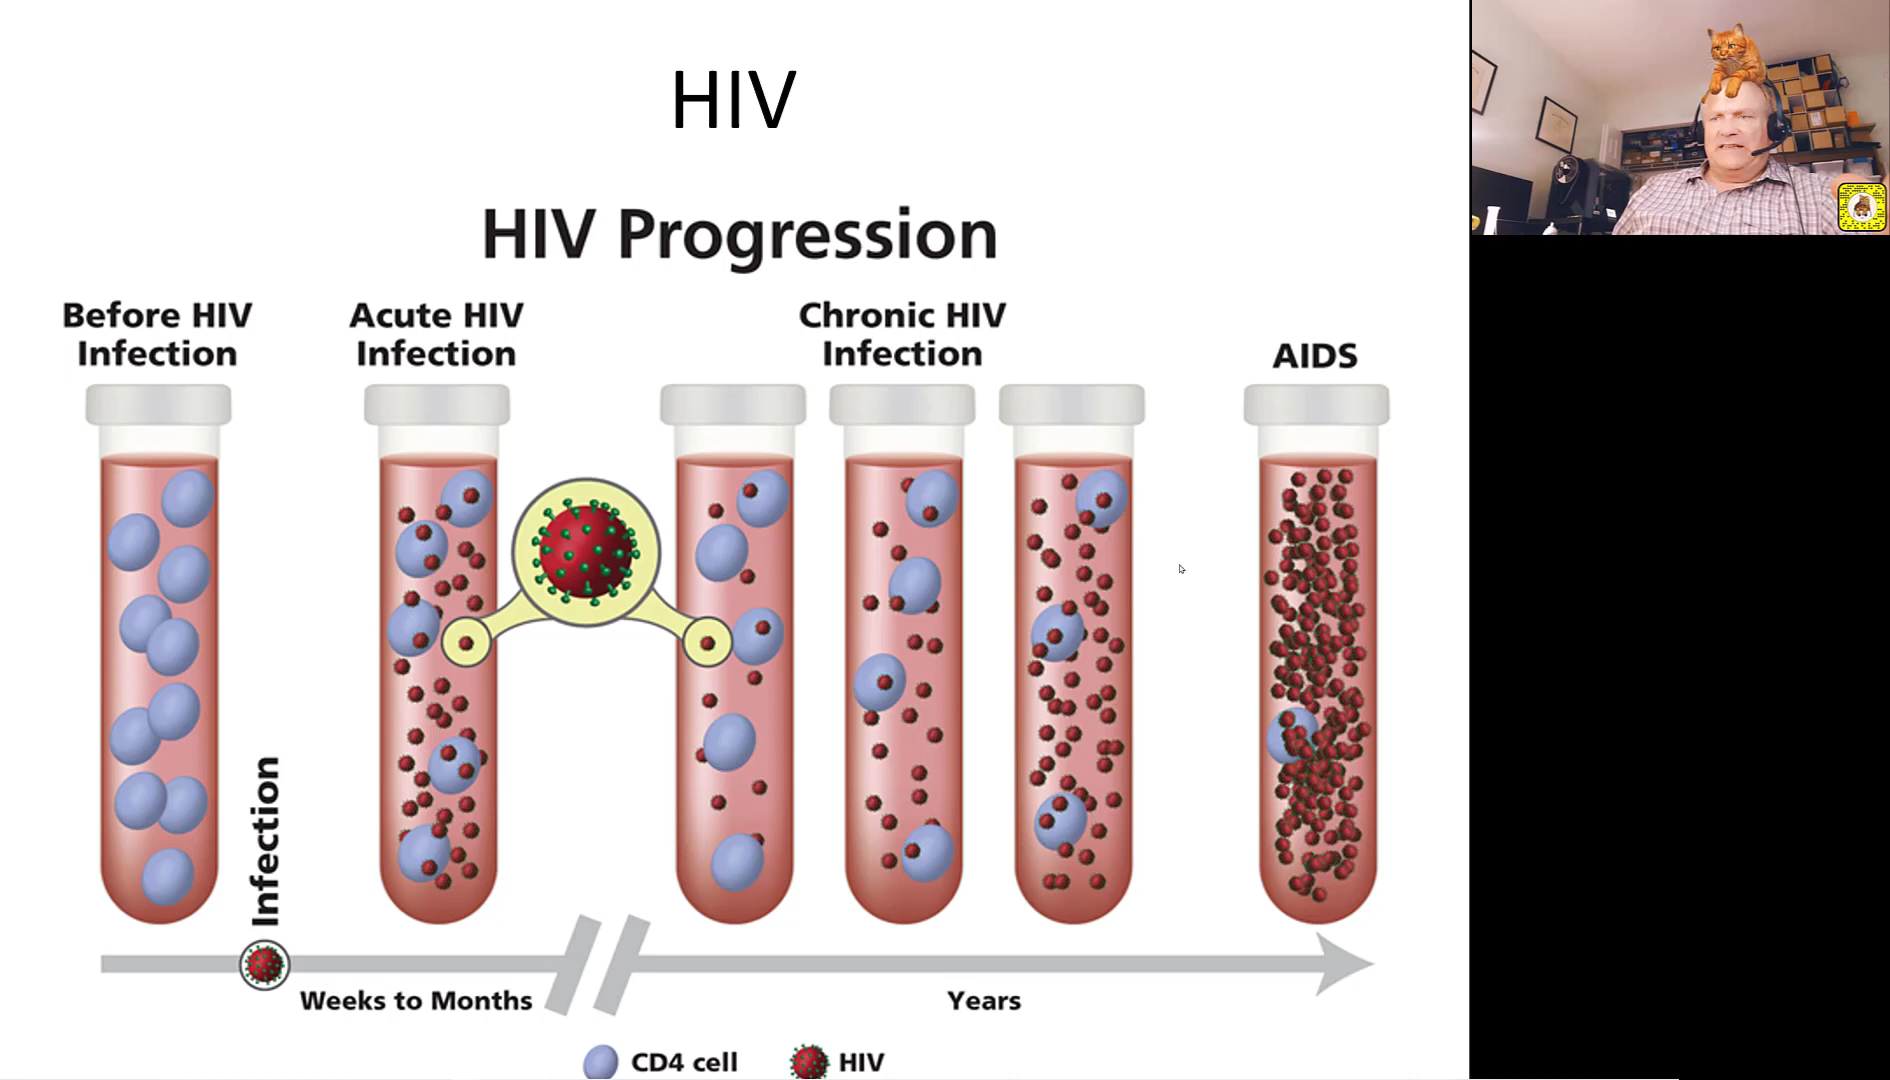 HIV
HIV Progression
Before HIV
Infection
Acute HIV
Infection
Chronic HIV
Infection
AIDS
Infection
Weeks to Months
Years
CD4 cell
HIV